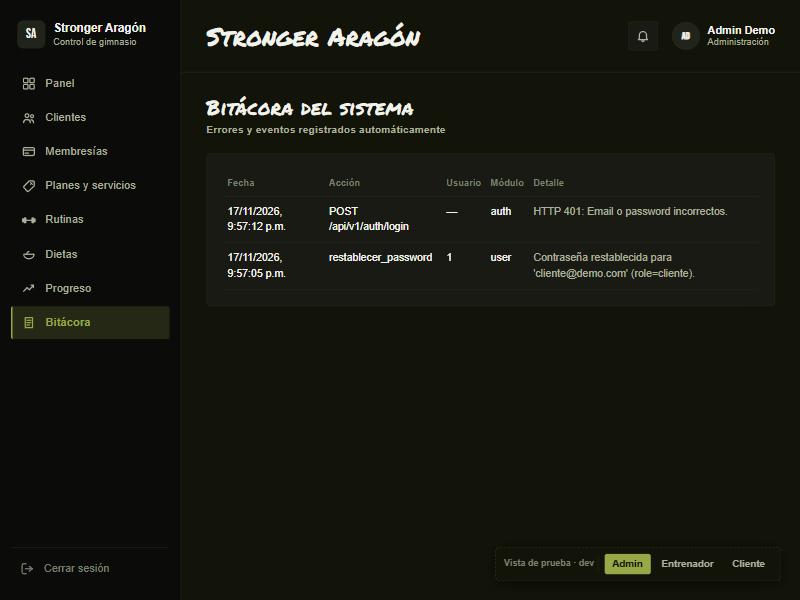 SA
Stronger Aragón
Control de gimnasio
Panel
Clientes
Membresías
Planes y servicios
Rutinas
Dietas
Progreso
Bitácora
Cerrar sesión
Stronger Aragón
AD
Admin Demo
Administración
Bitácora del sistema
Errores y eventos registrados automáticamente
Fecha Acción Usuario Módulo Detalle
17/11/2026, 9:57:12 p.m. POST /api/v1/auth/login — auth HTTP 401: Email o password incorrectos.
17/11/2026, 9:57:05 p.m. restablecer_password 1 user Contraseña restablecida para 'cliente@demo.com' (role=cliente).
Vista de prueba · dev Admin Entrenador Cliente